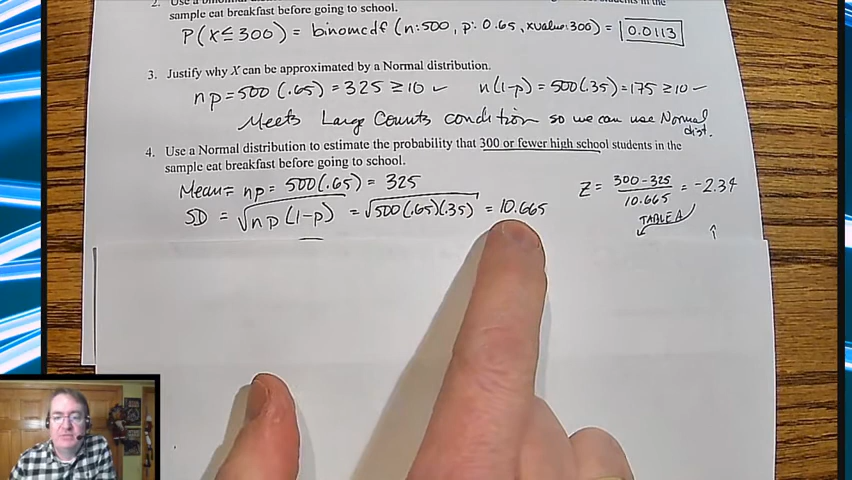 sample eat breakfast before going to school.
P(X≤300) = binomcdf (n:500, p: 0.65, xvalue:300) = 0.0113
3. Justify why X can be approximated by a Normal distribution.
np = 500 (.65) = 325 ≥ 10 ✓ n(1-p) = 500(.35) = 175 ≥ 10 ✓
Meets Large Counts condition so we can use Normal
dist.
4. Use a Normal distribution to estimate the probability that 300 or fewer high school students in the
sample eat breakfast before going to school.
Mean = np = 500(.65) = 325
SD = √np(1-p) = √500(.65)(.35) = 10.665
Z = 300-325 / 10.665 = -2.34
TABLE A